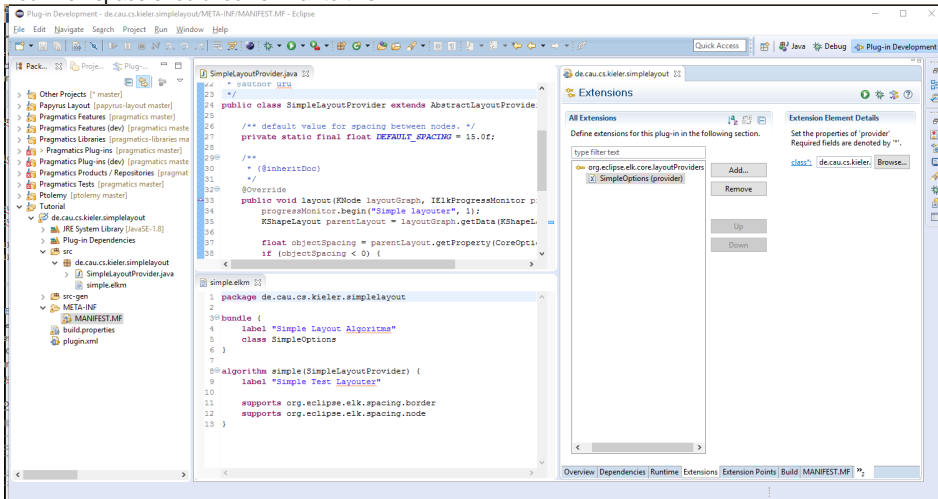 Plug-in Development - de.cau.cs.kieler.simplelayout/META-INF/MANIFEST.MF - Eclipse
File Edit Navigate Search Project Run Window Help
Quick Access
Java
Debug
Plug-in Development
Pack...
Proje...
Plug-...
Other Projects [* master]
Papyrus Layout [papyrus-layout master]
Pragmatics Features [pragmatics master]
Pragmatics Features (dev) [pragmatics maste
Pragmatics Libraries [pragmatics-libraries ma
> Pragmatics Plug-ins [pragmatics master]
Pragmatics Plug-ins (dev) [pragmatics maste
Pragmatics Products / Repositories [pragmat
Pragmatics Tests [pragmatics master]
Ptolemy [ptolemy master]
Tutorial
de.cau.cs.kieler.simplelayout
JRE System Library [JavaSE-1.8]
Plug-in Dependencies
src
de.cau.cs.kieler.simplelayout
SimpleLayoutProvider.java
simple.elkm
src-gen
META-INF
MANIFEST.MF
build.properties
plugin.xml
SimpleLayoutProvider.java
22 * @author uru
23 */
24 public class SimpleLayoutProvider extends AbstractLayoutProvide
25
26 /** default value for spacing between nodes. */
27 private static final float DEFAULT_SPACING = 15.0f;
28
29 /**
30 * {@inheritDoc}
31 */
32 @Override
33 public void layout(KNode layoutGraph, IElkProgressMonitor p
34 progressMonitor.begin("Simple layouter", 1);
35 KShapeLayout parentLayout = layoutGraph.getData(KShapeL
36
37 float objectSpacing = parentLayout.getProperty(CoreOpti
38 if (objectSpacing < 0) {
simple.elkm
1 package de.cau.cs.kieler.simplelayout
2
3 bundle {
4 label "Simple Layout Algoritms"
5 class SimpleOptions
6 }
7
8 algorithm simple(SimpleLayoutProvider) {
9 label "Simple Test Layouter"
10
11 supports org.eclipse.elk.spacing.border
12 supports org.eclipse.elk.spacing.node
13 }
de.cau.cs.kieler.simplelayout
Extensions
All Extensions
Define extensions for this plug-in in the following section.
type filter text
org.eclipse.elk.core.layoutProviders
SimpleOptions (provider)
Add...
Remove
Up
Down
Extension Element Details
Set the properties of 'provider'
Required fields are denoted by '*'.
class*: de.cau.cs.kieler. Browse...
Overview Dependencies Runtime Extensions Extension Points Build MANIFEST.MF »2